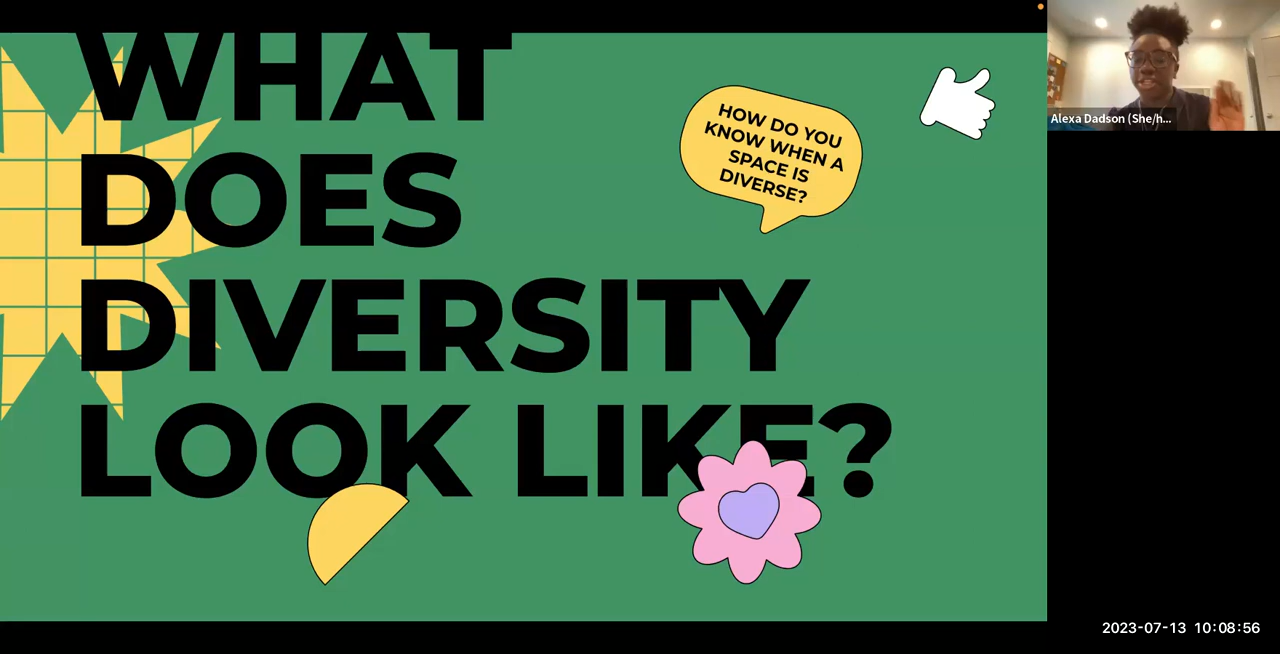 WHAT
DOES
DIVERSITY
LOOK LIKE?
HOW DO YOU
KNOW WHEN A
SPACE IS
DIVERSE?
Alexa Dadson (She/h...
2023-07-13 10:08:56